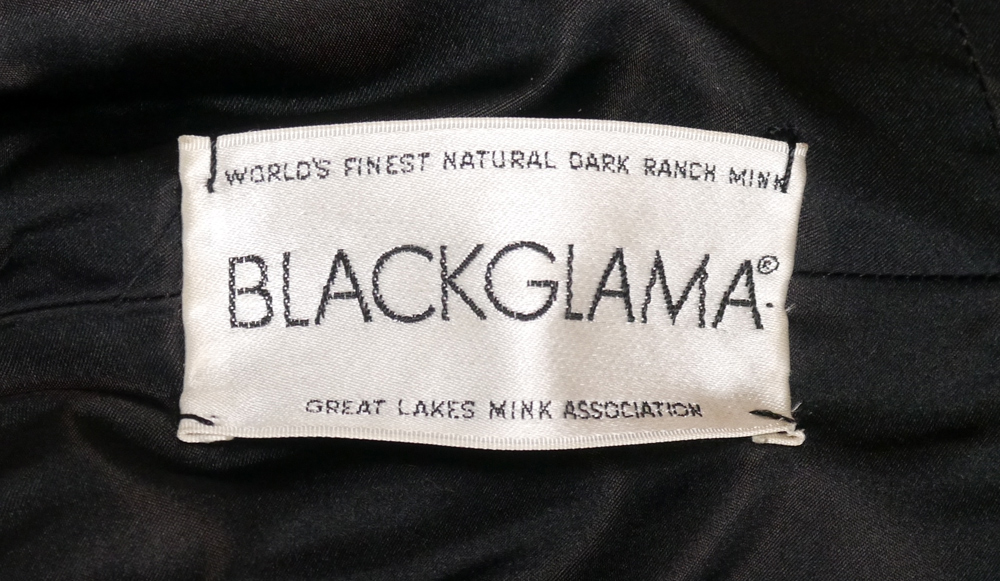 WORLD'S FINEST NATURAL DARK RANCH MINK
BLACKGLAMA®
GREAT LAKES MINK ASSOCIATION